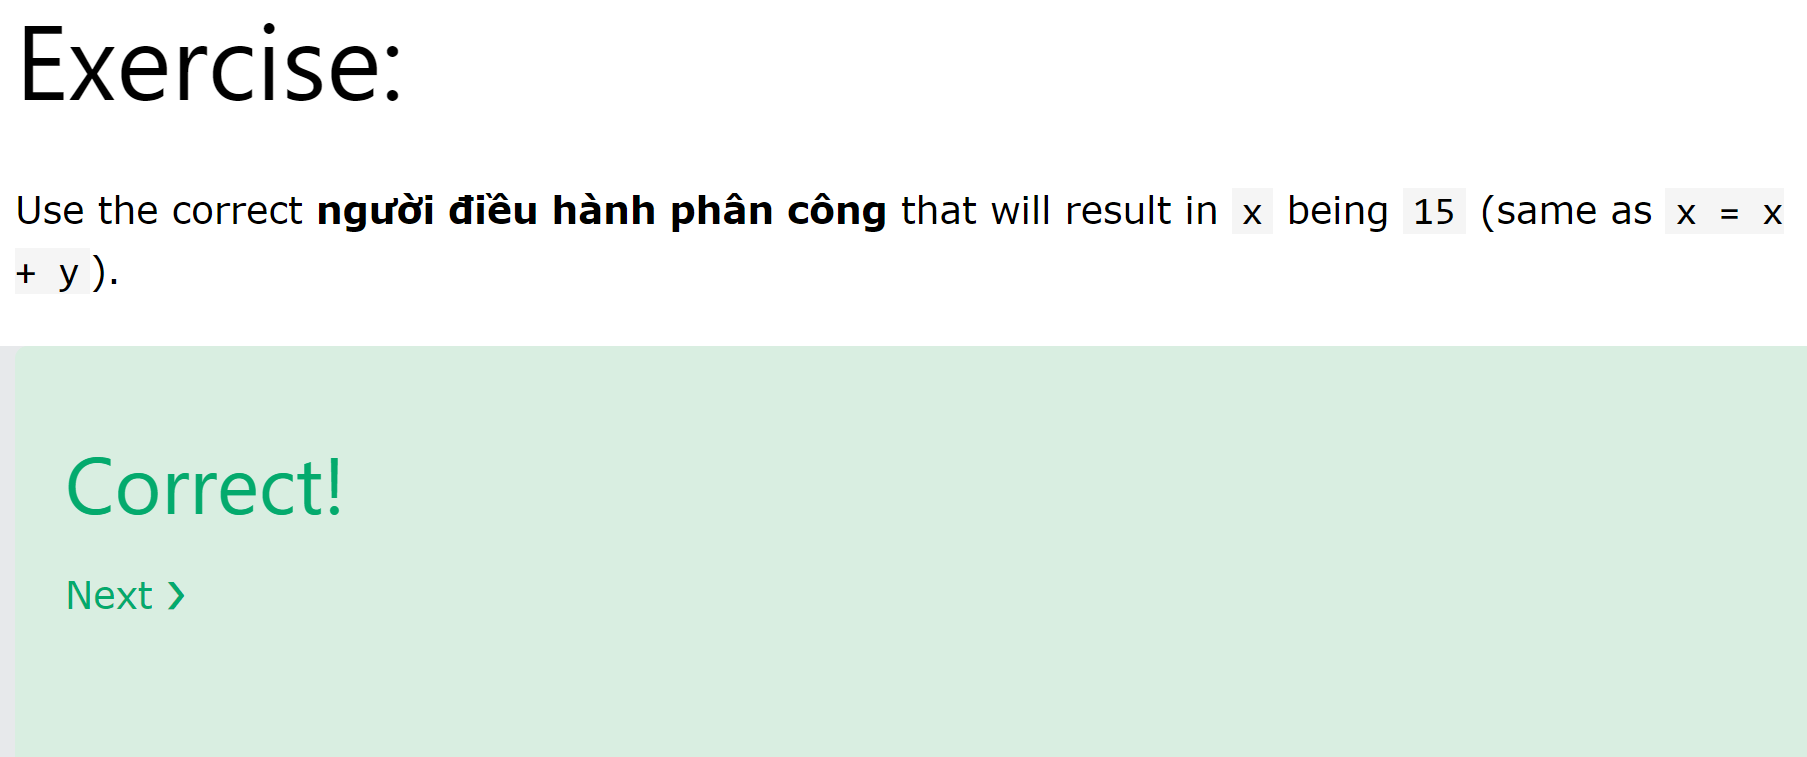 Exercise:
Use the correct người điều hành phân công that will result in x being 15 (same as x = x
+ y ).
Correct!
Next ❯